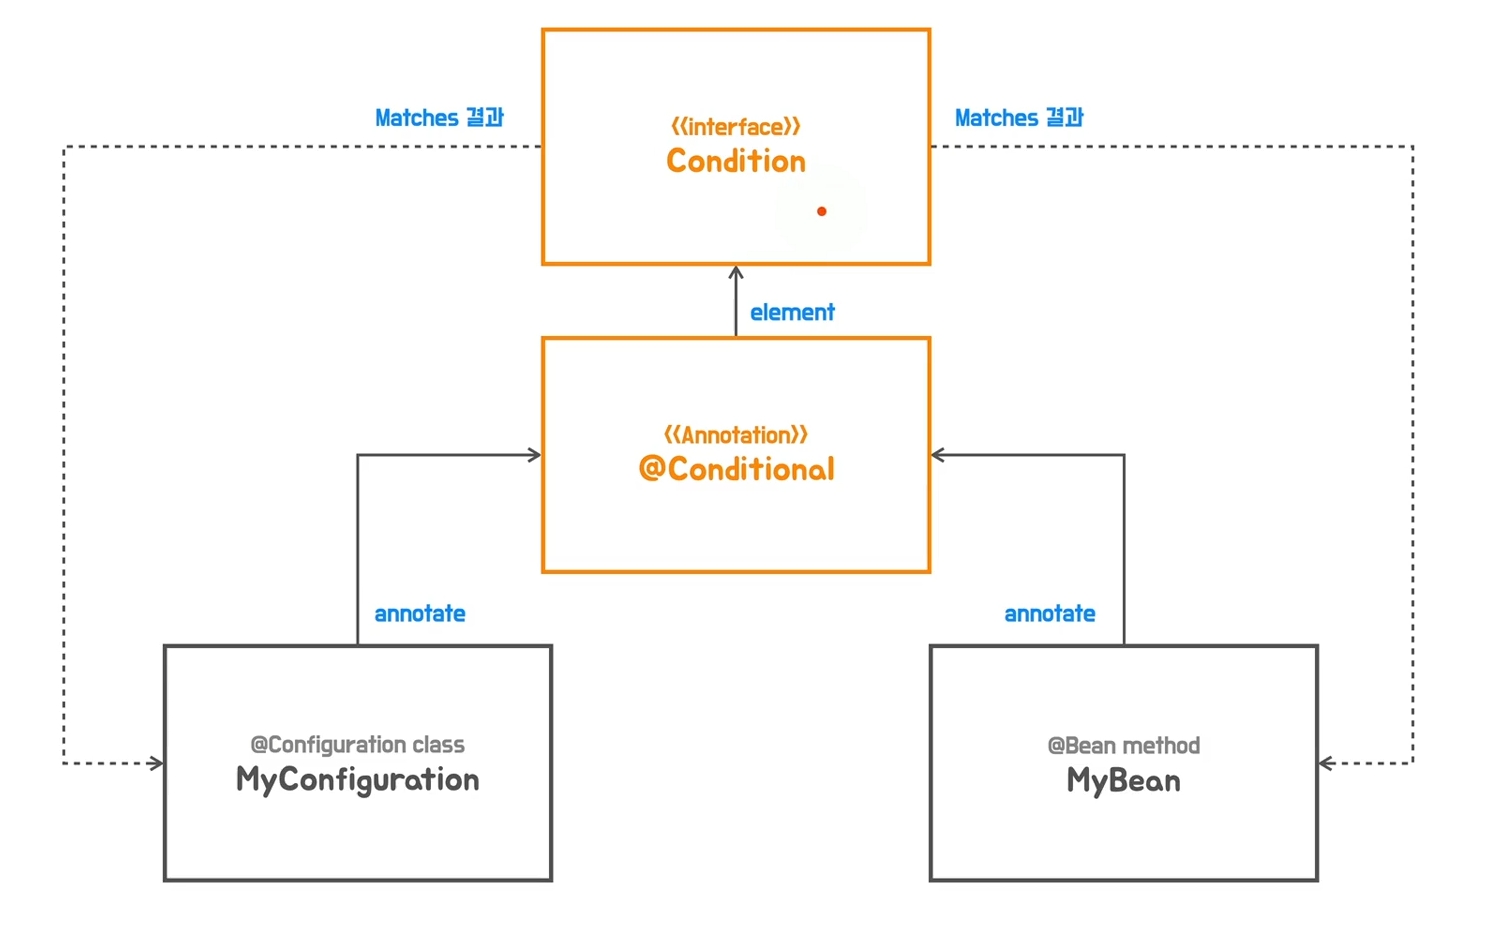 Matches 결과
Matches 결과
<<interface>>
Condition
element
<<Annotation>>
@Conditional
annotate
annotate
@Configuration class
MyConfiguration
@Bean method
MyBean